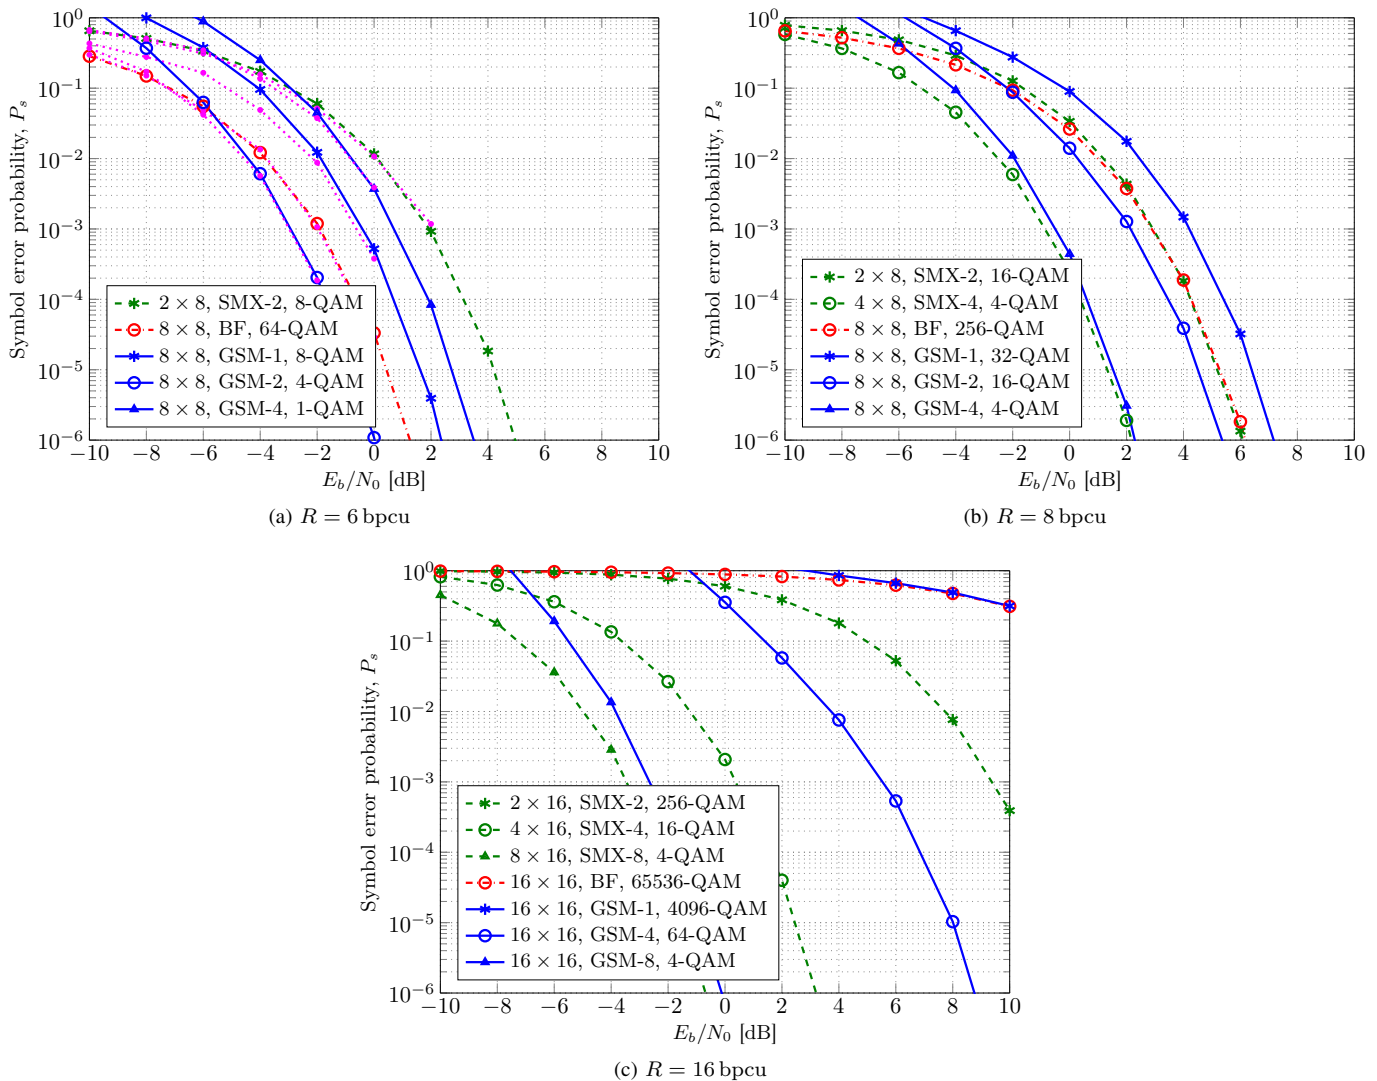 10^0
10^-1
10^-2
10^-3
10^-4
10^-5
10^-6
Symbol error probability, P_s
2 × 8, SMX-2, 8-QAM
8 × 8, BF, 64-QAM
8 × 8, GSM-1, 8-QAM
8 × 8, GSM-2, 4-QAM
8 × 8, GSM-4, 1-QAM
−10 −8 −6 −4 −2 0 2 4 6 8 10
E_b/N_0 [dB]
(a) R = 6 bpcu
10^0
10^-1
10^-2
10^-3
10^-4
10^-5
10^-6
Symbol error probability, P_s
2 × 8, SMX-2, 16-QAM
4 × 8, SMX-4, 4-QAM
8 × 8, BF, 256-QAM
8 × 8, GSM-1, 32-QAM
8 × 8, GSM-2, 16-QAM
8 × 8, GSM-4, 4-QAM
−10 −8 −6 −4 −2 0 2 4 6 8 10
E_b/N_0 [dB]
(b) R = 8 bpcu
10^0
10^-1
10^-2
10^-3
10^-4
10^-5
10^-6
Symbol error probability, P_s
2 × 16, SMX-2, 256-QAM
4 × 16, SMX-4, 16-QAM
8 × 16, SMX-8, 4-QAM
16 × 16, BF, 65536-QAM
16 × 16, GSM-1, 4096-QAM
16 × 16, GSM-4, 64-QAM
16 × 16, GSM-8, 4-QAM
−10 −8 −6 −4 −2 0 2 4 6 8 10
E_b/N_0 [dB]
(c) R = 16 bpcu